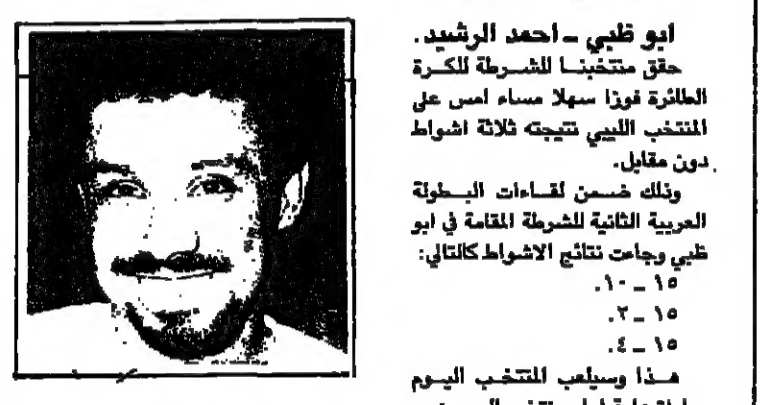 ابو ظبي ـ احمد الرشيد.
حقق منتخبنا للشرطة للكرة
الطائرة فوزا سهلا مساء امس على
المنتخب الليبي نتيجته ثلاثة اشواط
دون مقابل.
وذلك ضمن لقاءات البطولة
العربية الثانية للشرطة المقامة في ابو
ظبي وجاءت نتائج الاشواط كالتالي:
١٥ ـ ١٠.
١٥ ـ ٢.
١٥ ـ ٤.
هذا وسيلعب المنتخب اليوم